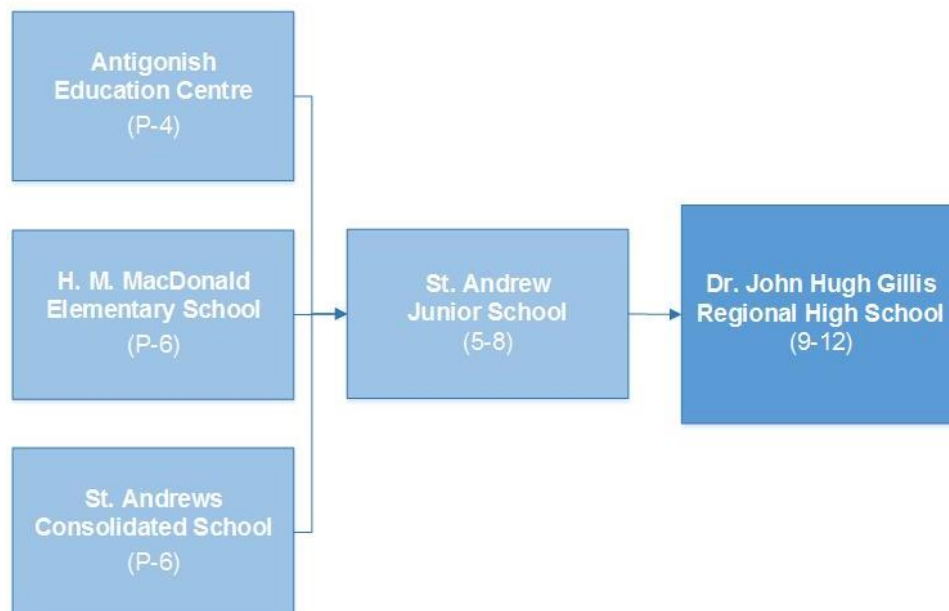 Antigonish
Education Centre
(P-4)
H. M. MacDonald
Elementary School
(P-6)
St. Andrews
Consolidated School
(P-6)
St. Andrew
Junior School
(5-8)
Dr. John Hugh Gillis
Regional High School
(9-12)